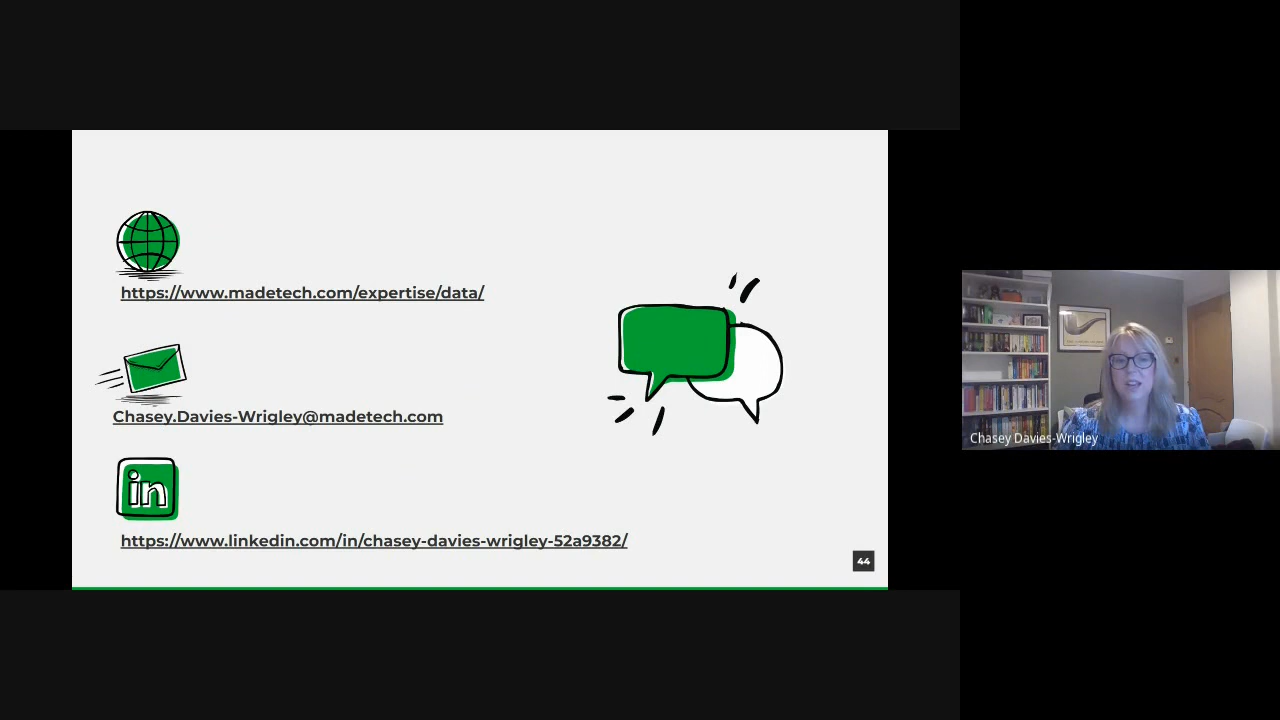 https://www.madetech.com/expertise/data/
Chasey.Davies-Wrigley@madetech.com
in
https://www.linkedin.com/in/chasey-davies-wrigley-52a9382/
44
Chasey Davies-Wrigley